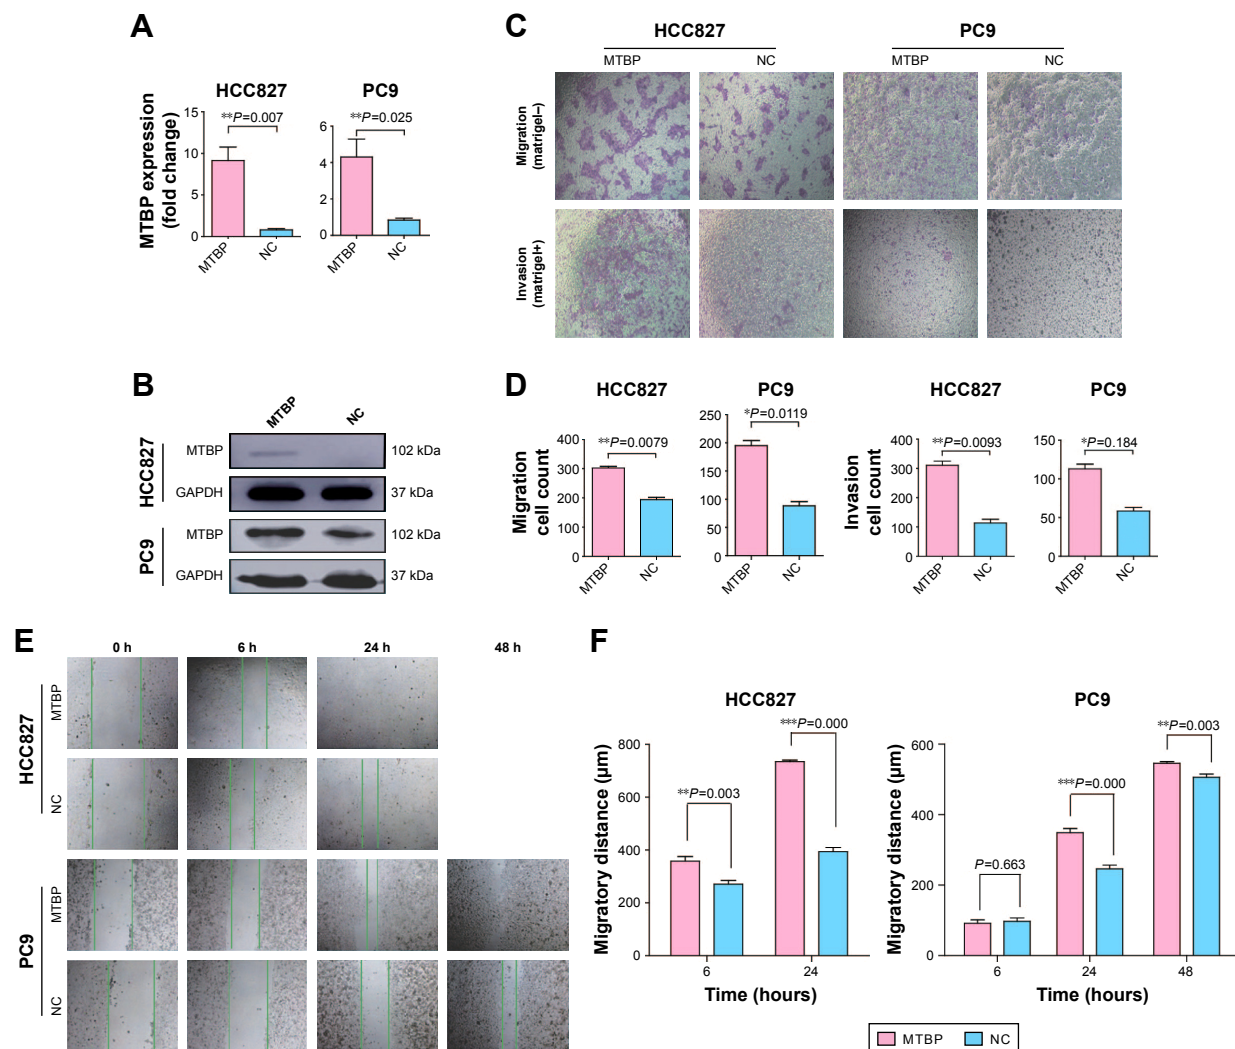 A
HCC827
PC9
MTBP expression
(fold change)
15
10
5
0
**P=0.007
MTBP
NC
6
4
2
0
**P=0.025
MTBP
NC
B
MTBP
NC
HCC827
MTBP
102 kDa
GAPDH
37 kDa
PC9
MTBP
102 kDa
GAPDH
37 kDa
C
HCC827
PC9
MTBP
NC
MTBP
NC
Migration
(matrigel–)
Invasion
(matrigel+)
D
HCC827
PC9
HCC827
PC9
Migration
cell count
400
300
200
100
0
**P=0.0079
MTBP
NC
250
200
150
100
50
0
*P=0.0119
MTBP
NC
Invasion
cell count
400
300
200
100
0
**P=0.0093
MTBP
NC
150
100
50
0
*P=0.184
MTBP
NC
E
0 h
6 h
24 h
48 h
HCC827
MTBP
NC
PC9
MTBP
NC
F
HCC827
Migratory distance (µm)
800
600
400
200
0
**P=0.003
***P=0.000
6
24
Time (hours)
PC9
Migratory distance (µm)
600
400
200
0
P=0.663
***P=0.000
**P=0.003
6
24
48
Time (hours)
MTBP
NC